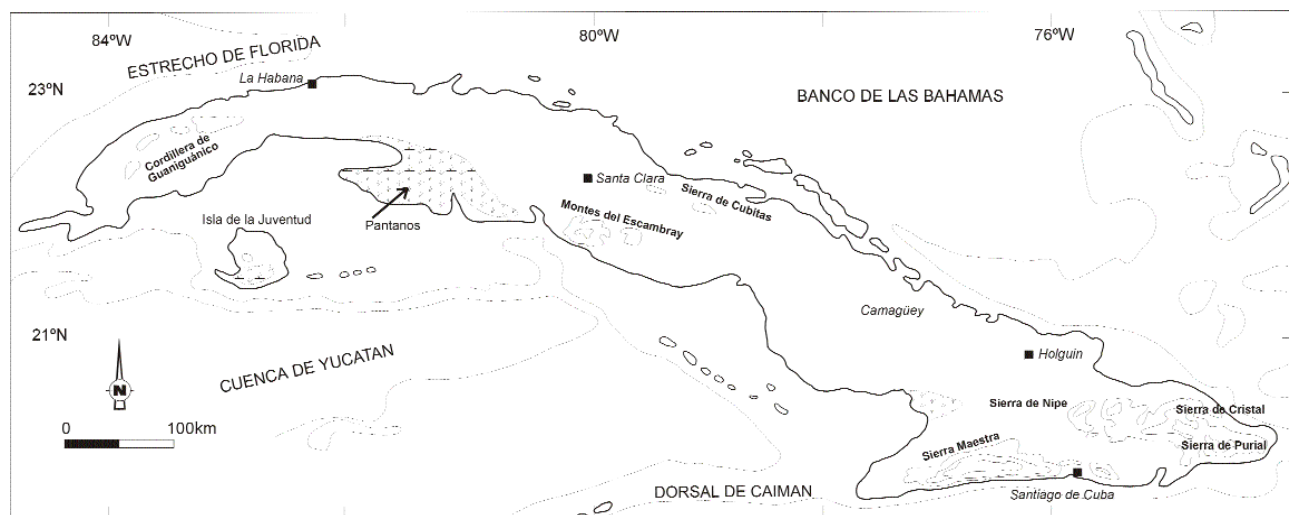 84ºW
80ºW
76ºW
ESTRECHO DE FLORIDA
La Habana
23ºN
BANCO DE LAS BAHAMAS
Cordillera de
Guaniguánico
Santa Clara
Sierra de Cubitas
Isla de la Juventud
Pantanos
Montes del Escambray
Camagüey
21ºN
Holguin
CUENCA DE YUCATAN
N
0 100km
Sierra de Nipe
Sierra de Cristal
Sierra Maestra
Sierra de Purial
DORSAL DE CAIMAN
Santiago de Cuba